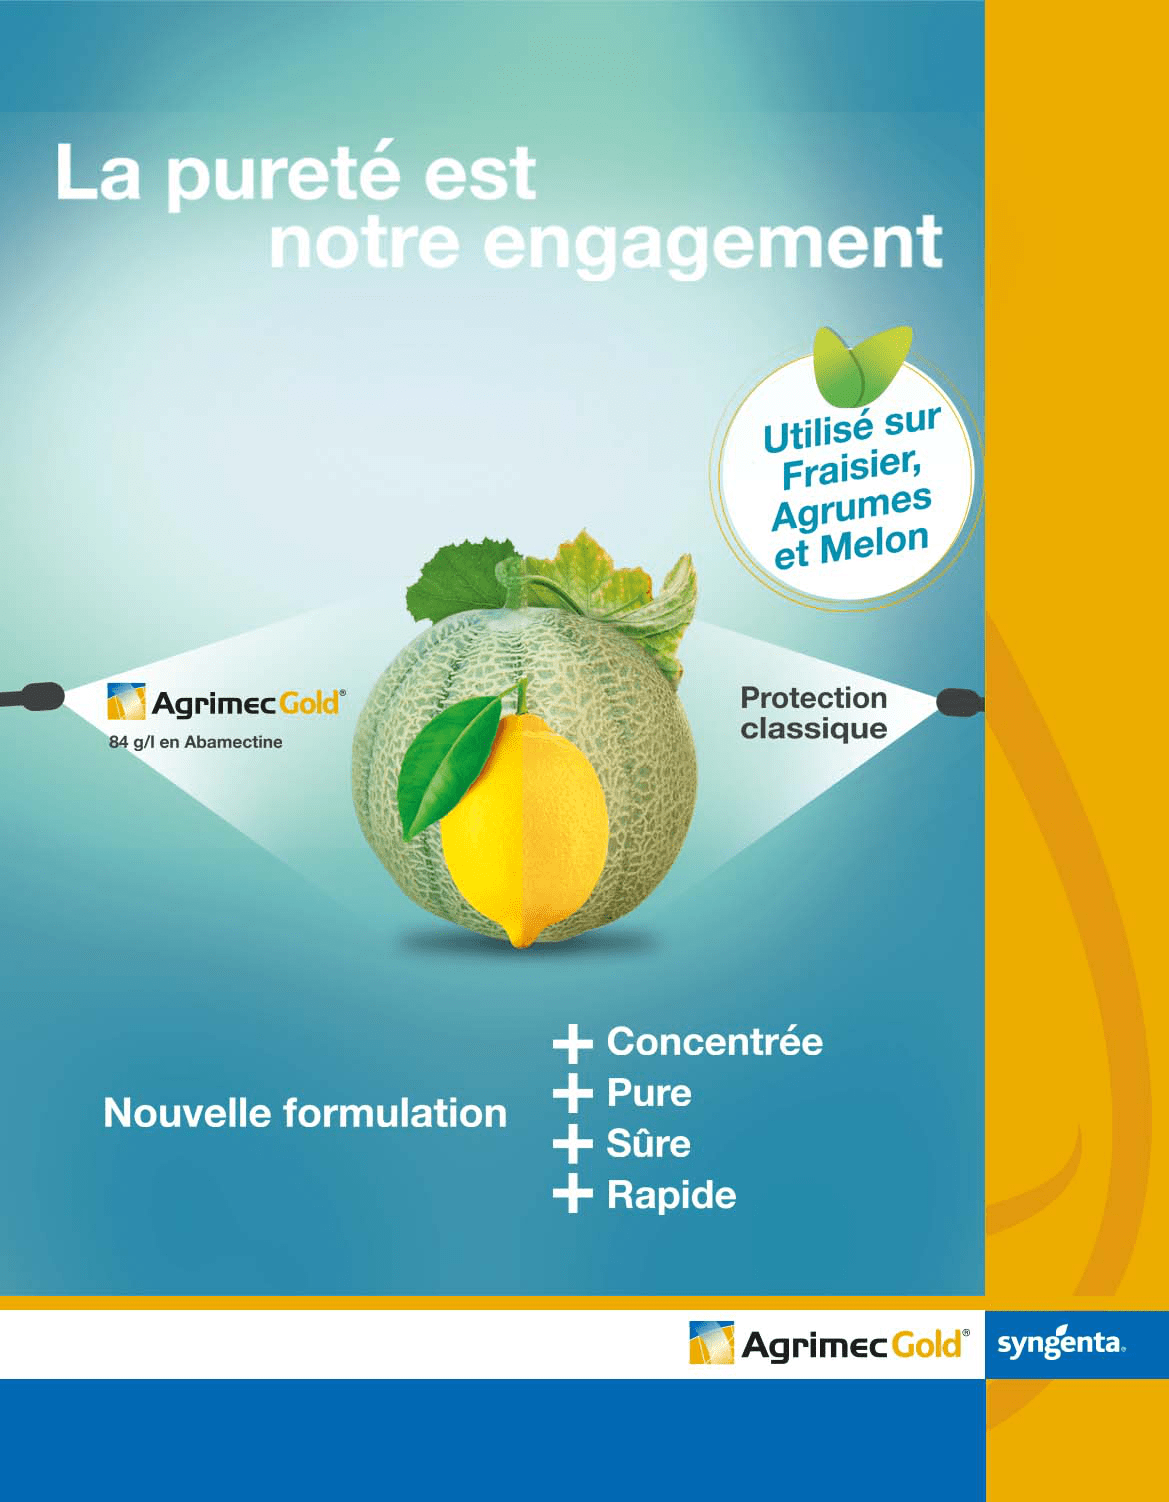 La pureté est
notre engagement
Utilisé sur
Fraisier,
Agrumes
et Melon
AgrimecGold®
84 g/l en Abamectine
Protection
classique
Nouvelle formulation
+ Concentrée
+ Pure
+ Sûre
+ Rapide
AgrimecGold®
syngenta®